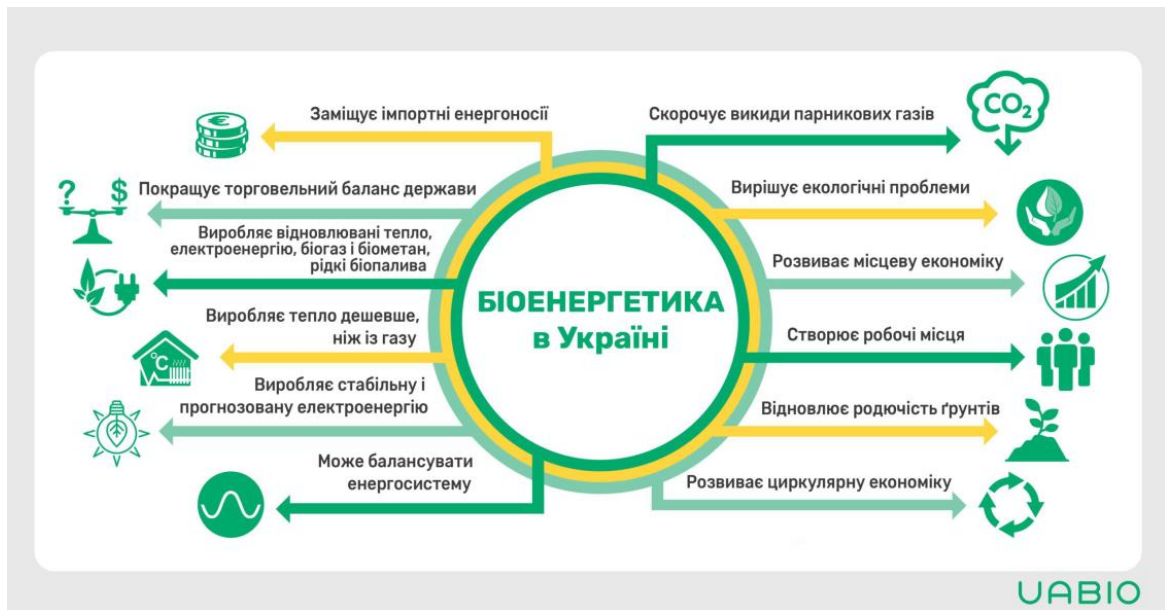 Заміщує імпортні енергоносії
Покращує торговельний баланс держави
Виробляє відновлювані тепло,
електроенергію, біогаз і біометан,
рідкі біопалива
Виробляє тепло дешевше,
ніж із газу
Виробляє стабільну і
прогнозовану електроенергію
Може балансувати
енергосистему
? $
°C
БІОЕНЕРГЕТИКА
в Україні
Скорочує викиди парникових газів
CO₂
Вирішує екологічні проблеми
Розвиває місцеву економіку
Створює робочі місця
Відновлює родючість ґрунтів
Розвиває циркулярну економіку
€
UABIO